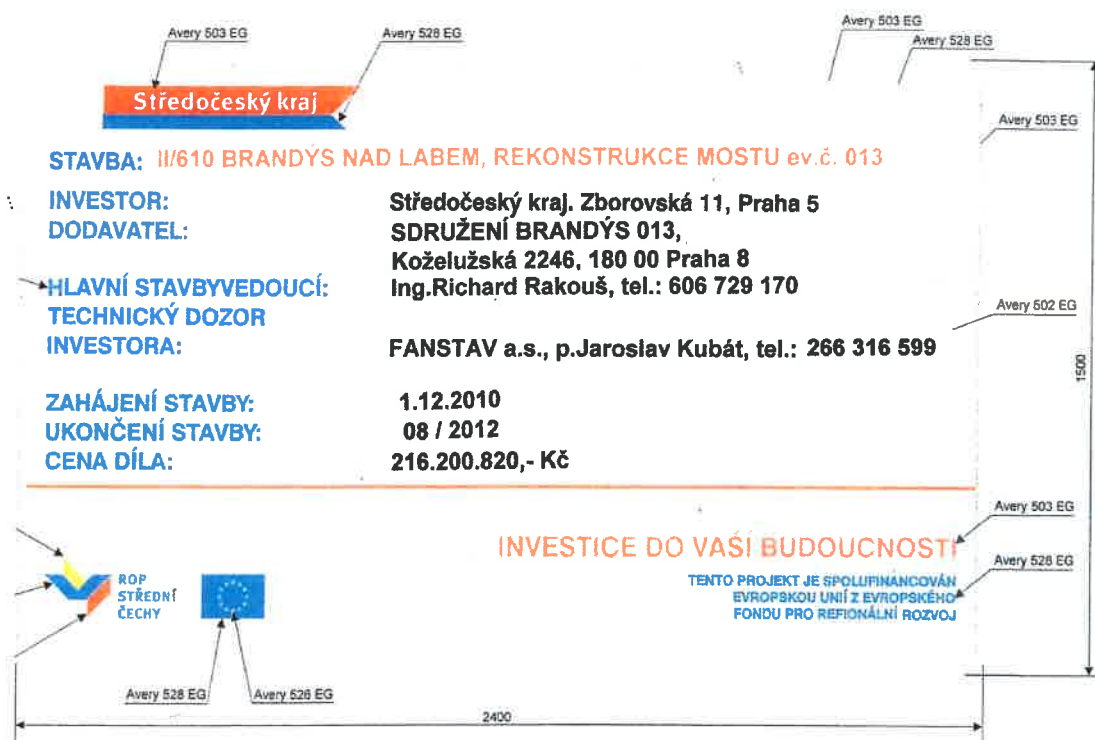 Avery 503 EG
Avery 528 EG
Avery 503 EG
Avery 528 EG
Středočeský kraj
Avery 503 EG
STAVBA: II/610 BRANDÝS NAD LABEM, REKONSTRUKCE MOSTU ev.č. 013
INVESTOR: Středočeský kraj. Zborovská 11, Praha 5
DODAVATEL: SDRUŽENÍ BRANDÝS 013,
Koželužská 2246, 180 00 Praha 8
HLAVNÍ STAVBYVEDOUCÍ: Ing.Richard Rakouš, tel.: 606 729 170
TECHNICKÝ DOZOR
Avery 502 EG
INVESTORA: FANSTAV a.s., p.Jaroslav Kubát, tel.: 266 316 599
1500
ZAHÁJENÍ STAVBY: 1.12.2010
UKONČENÍ STAVBY: 08 / 2012
CENA DÍLA: 216.200.820,- Kč
Avery 503 EG
INVESTICE DO VAŠÍ BUDOUCNOSTI
Avery 528 EG
ROP
STŘEDNÍ
ČECHY
TENTO PROJEKT JE SPOLUFINANCOVÁN
EVROPSKOU UNIÍ Z EVROPSKÉHO
FONDU PRO REFIONÁLNÍ ROZVOJ
Avery 528 EG
Avery 526 EG
2400